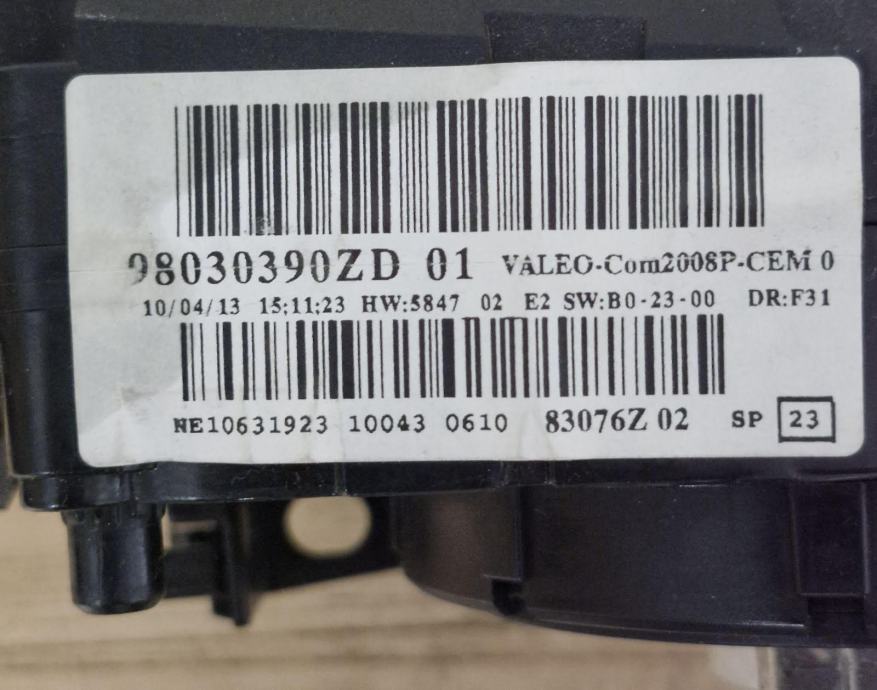 98030390ZD 01 VALEO-Com2008P-CEM 0
10/04/13 15:11:23 HW:5847 02 E2 SW:B0-23-00 DR:F31
NE10631923 10043 0610 83076Z 02 SP 23